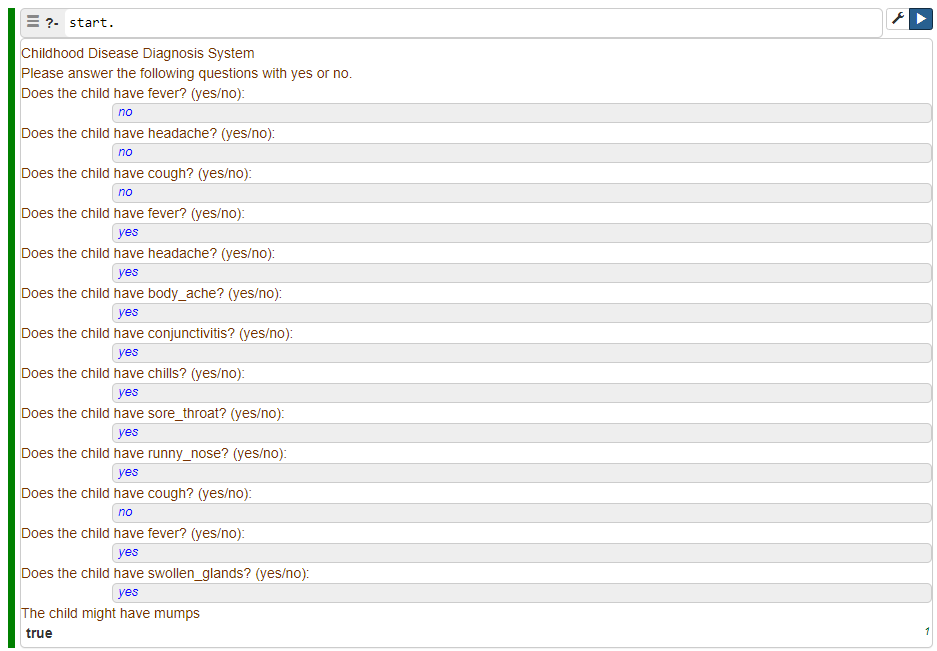 ?- start.
Childhood Disease Diagnosis System
Please answer the following questions with yes or no.
Does the child have fever? (yes/no):
no
Does the child have headache? (yes/no):
no
Does the child have cough? (yes/no):
no
Does the child have fever? (yes/no):
yes
Does the child have headache? (yes/no):
yes
Does the child have body_ache? (yes/no):
yes
Does the child have conjunctivitis? (yes/no):
yes
Does the child have chills? (yes/no):
yes
Does the child have sore_throat? (yes/no):
yes
Does the child have runny_nose? (yes/no):
yes
Does the child have cough? (yes/no):
no
Does the child have fever? (yes/no):
yes
Does the child have swollen_glands? (yes/no):
yes
The child might have mumps
true 1